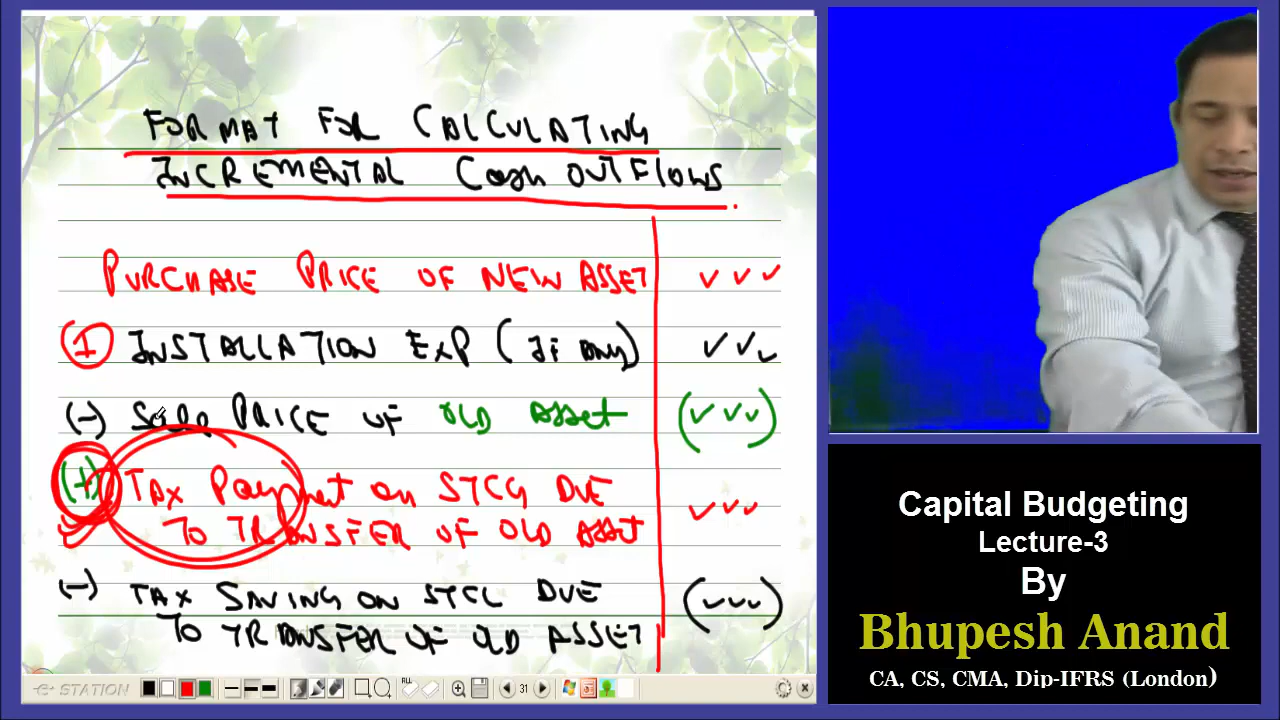 FORMAT FOR CALCULATING
INCREMENTAL Cash OUTFlows
PURCHASE PRICE OF NEW ASSET
(I) INSTALLATION EXP (If any)
(-) Sale PRICE OF OLD ASSET
(+) TAX Payment on STCG DUE
TO TRANSFER OF OLD ASSET
(-) TAX SAVING ON STCL DUE
TO TRANSFER OF OLD ASSET
e-STATION
31
Capital Budgeting
Lecture-3
By
Bhupesh Anand
CA, CS, CMA, Dip-IFRS (London)